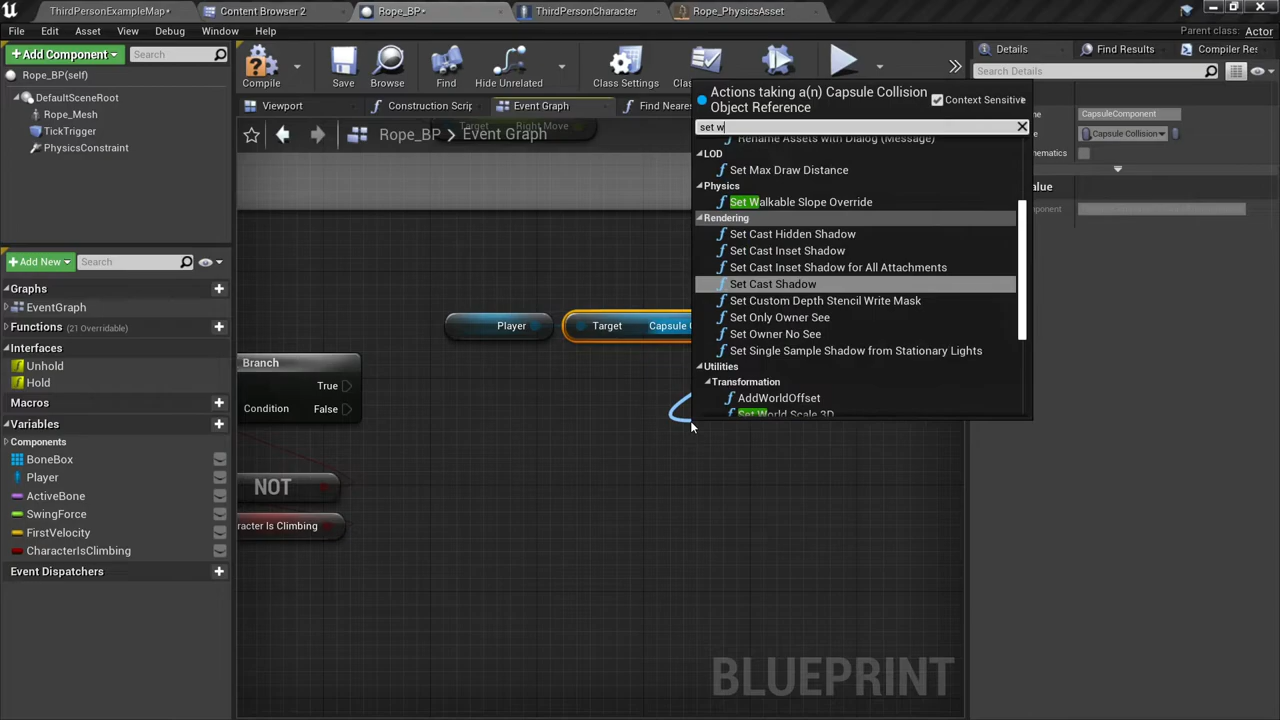 ThirdPersonExampleMap•
Content Browser 2
Rope_BP•
ThirdPersonCharacter
Rope_PhysicsAsset
File
Edit
Asset
View
Debug
Window
Help
Parent class: Actor
Add Component
Search
Rope_BP(self)
DefaultSceneRoot
Rope_Mesh
TickTrigger
PhysicsConstraint
Add New
Search
Graphs
EventGraph
Functions (21 Overridable)
Interfaces
Unhold
Hold
Macros
Variables
Components
BoneBox
Player
ActiveBone
SwingForce
FirstVelocity
CharacterIsClimbing
Event Dispatchers
Compile
Save
Browse
Find
Hide Unrelated
Class Settings
Viewport
Construction Scrip
Event Graph
Find Neares
Rope_BP
Event Graph
Target
Right Move
Player
Target
Capsule
Branch
True
Condition
False
NOT
racter Is Climbing
BLUEPRINT
Actions taking a(n) Capsule Collision
Object Reference
Context Sensitive
set w
Rename Assets with Dialog (Message)
LOD
Set Max Draw Distance
Physics
Set Walkable Slope Override
Rendering
Set Cast Hidden Shadow
Set Cast Inset Shadow
Set Cast Inset Shadow for All Attachments
Set Cast Shadow
Set Custom Depth Stencil Write Mask
Set Only Owner See
Set Owner No See
Set Single Sample Shadow from Stationary Lights
Utilities
Transformation
AddWorldOffset
Set World Scale 3D
Details
Find Results
Compiler Res
Search Details
CapsuleComponent
Capsule Collision